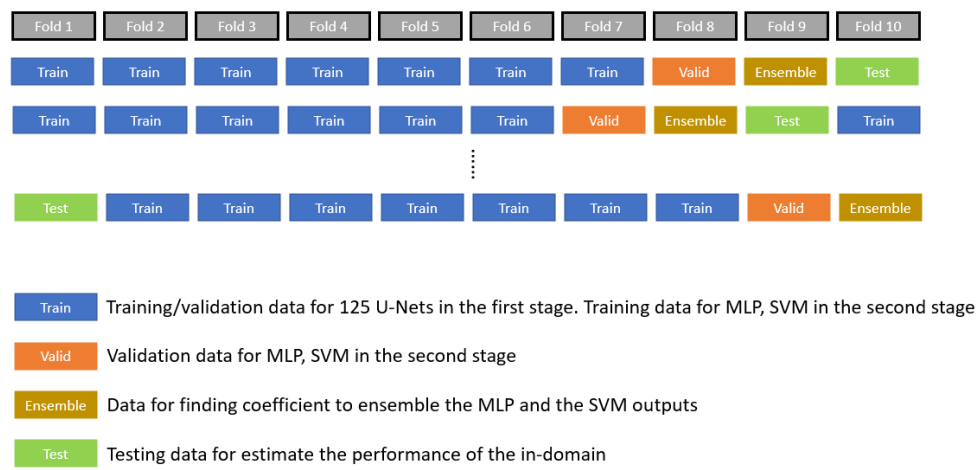 Fold 1 Fold 2 Fold 3 Fold 4 Fold 5 Fold 6 Fold 7 Fold 8 Fold 9 Fold 10
Train Train Train Train Train Train Train Valid Ensemble Test
Train Train Train Train Train Train Valid Ensemble Test Train
Test Train Train Train Train Train Train Train Valid Ensemble
Train Training/validation data for 125 U-Nets in the first stage. Training data for MLP, SVM in the second stage
Valid Validation data for MLP, SVM in the second stage
Ensemble Data for finding coefficient to ensemble the MLP and the SVM outputs
Test Testing data for estimate the performance of the in-domain